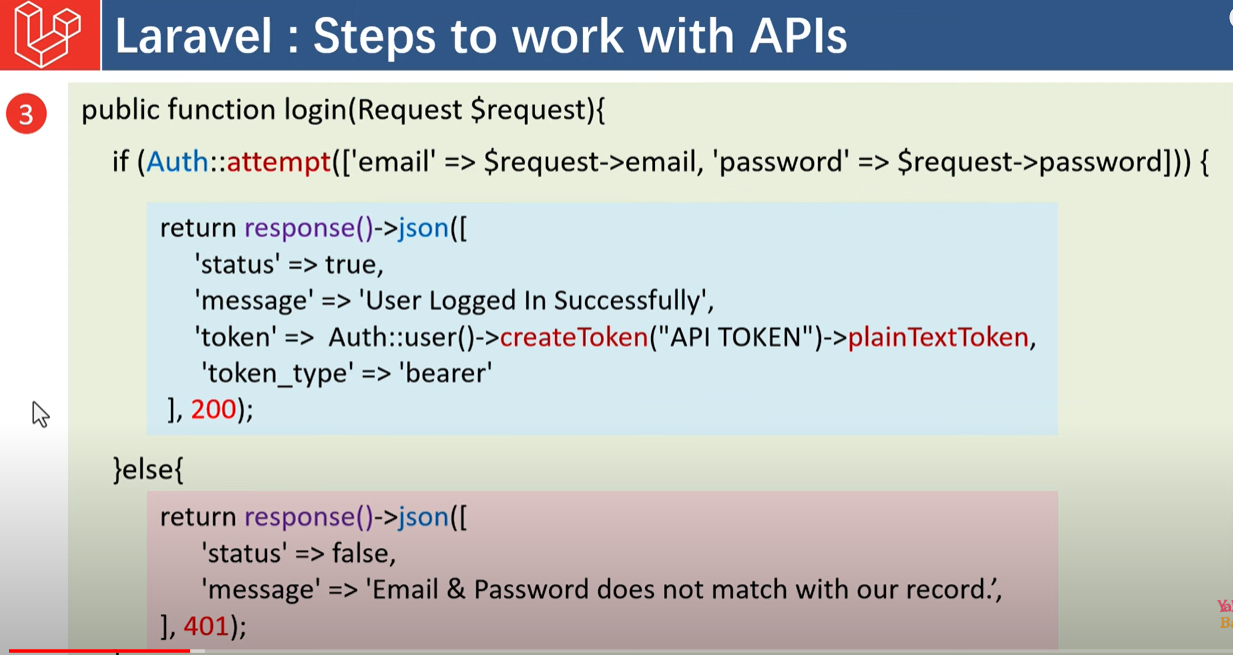 Laravel : Steps to work with APIs
3
public function login(Request $request){
if (Auth::attempt(['email' => $request->email, 'password' => $request->password])) {
return response()->json([
'status' => true,
'message' => 'User Logged In Successfully',
'token' => Auth::user()->createToken("API TOKEN")->plainTextToken,
'token_type' => 'bearer'
], 200);
}else{
return response()->json([
'status' => false,
'message' => 'Email & Password does not match with our record.’,
], 401);